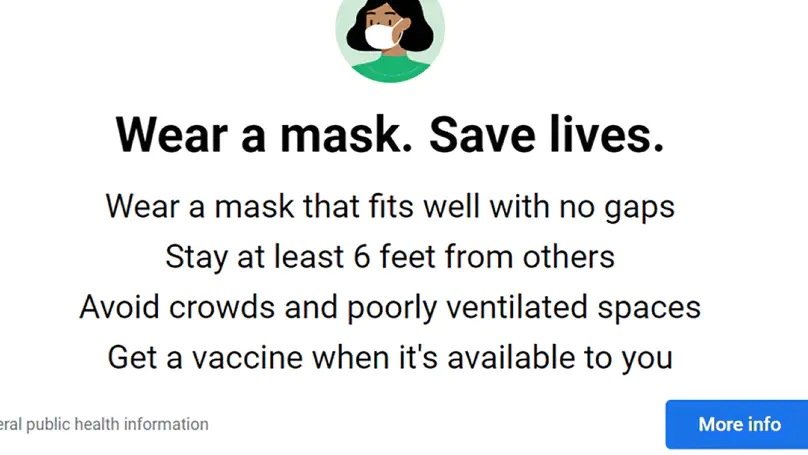 Wear a mask. Save lives.
Wear a mask that fits well with no gaps
Stay at least 6 feet from others
Avoid crowds and poorly ventilated spaces
Get a vaccine when it's available to you
public health information
More info